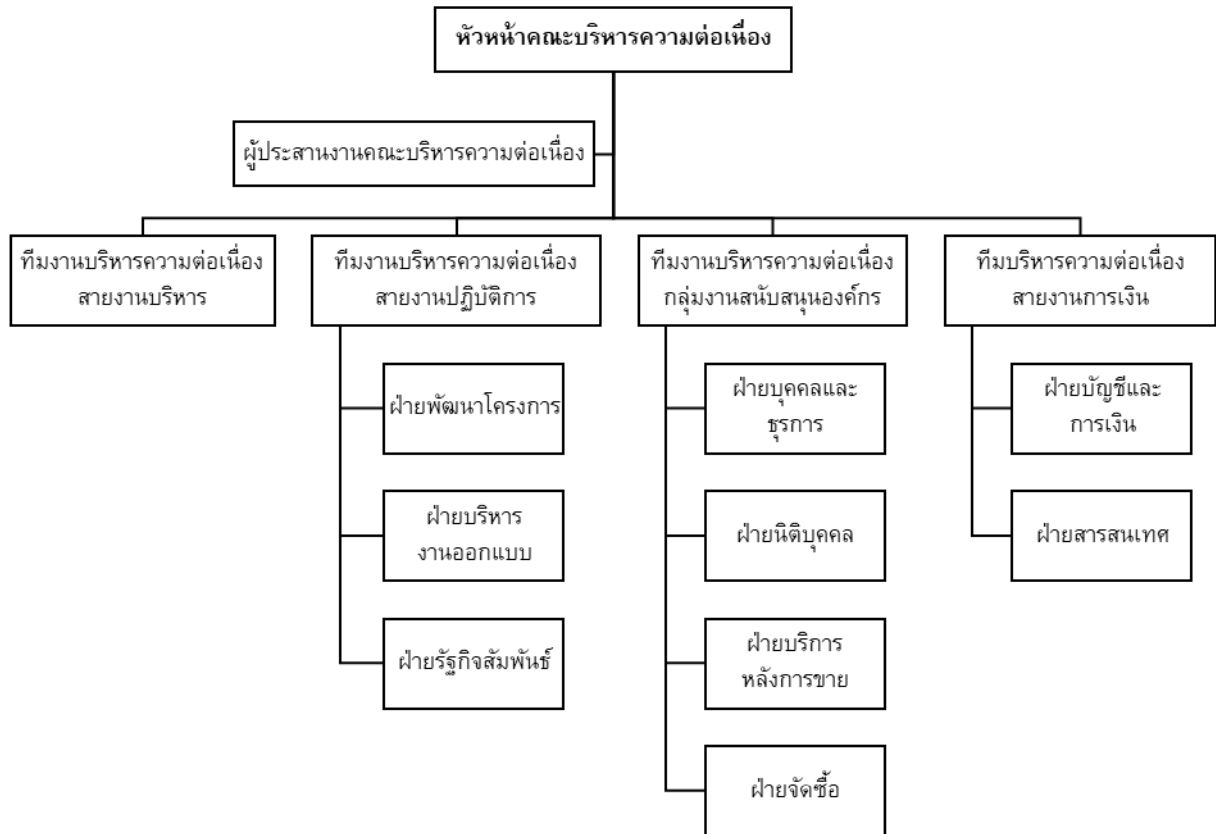 หัวหน้าคณะบริหารความต่อเนื่อง
ผู้ประสานงานคณะบริหารความต่อเนื่อง
ทีมงานบริหารความต่อเนื่อง
สายงานบริหาร
ทีมงานบริหารความต่อเนื่อง
สายงานปฏิบัติการ
ทีมงานบริหารความต่อเนื่อง
กลุ่มงานสนับสนุนองค์กร
ทีมบริหารความต่อเนื่อง
สายงานการเงิน
ฝ่ายพัฒนาโครงการ
ฝ่ายบริหาร
งานออกแบบ
ฝ่ายรัฐกิจสัมพันธ์
ฝ่ายบุคคลและ
ธุรการ
ฝ่ายนิติบุคคล
ฝ่ายบริการ
หลังการขาย
ฝ่ายจัดซื้อ
ฝ่ายบัญชีและ
การเงิน
ฝ่ายสารสนเทศ